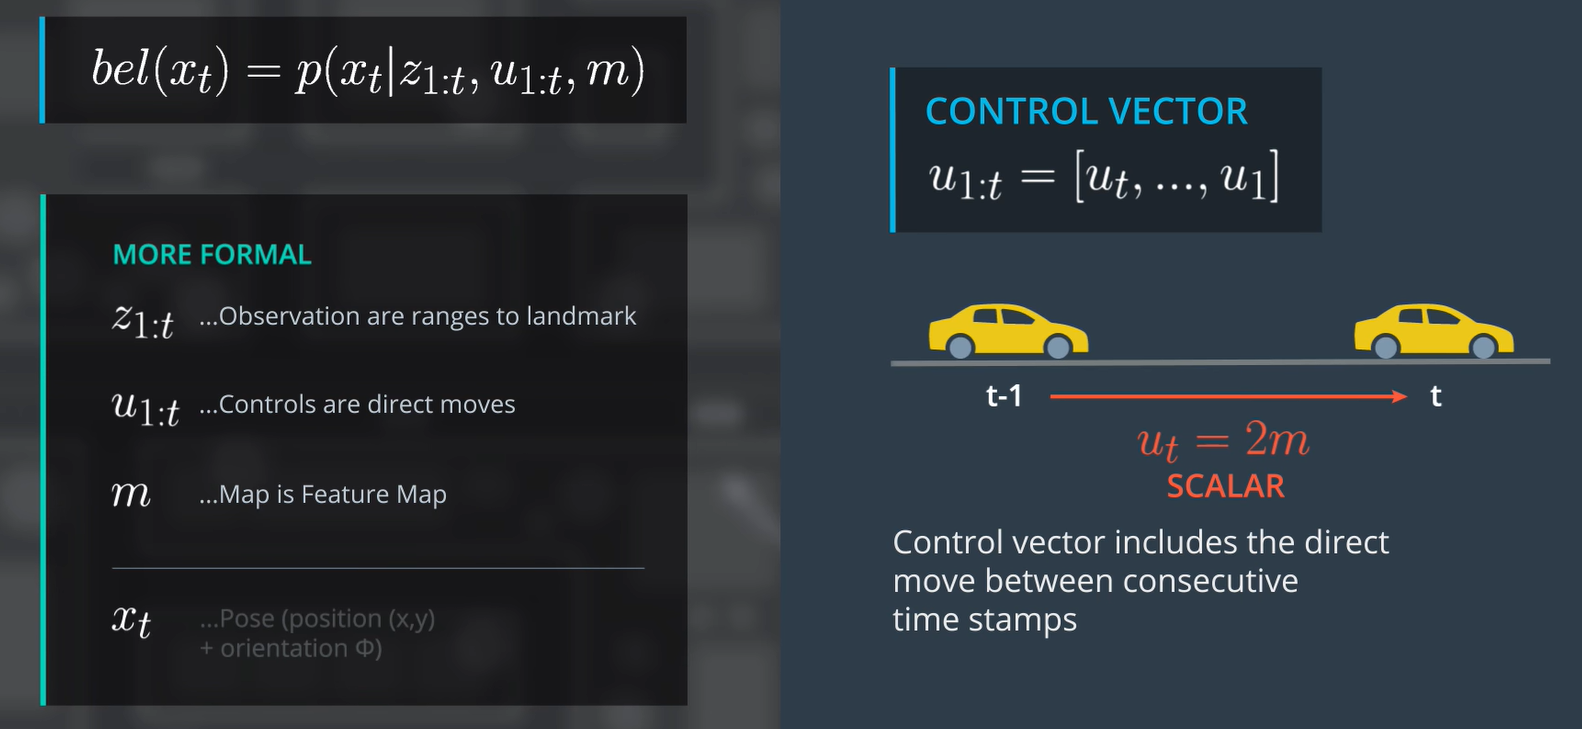 bel(x_t) = p(x_t|z_{1:t}, u_{1:t}, m)
MORE FORMAL
z_{1:t} ...Observation are ranges to landmark
u_{1:t} ...Controls are direct moves
m ...Map is Feature Map
x_t ...Pose (position (x,y)
+ orientation Φ)
CONTROL VECTOR
u_{1:t} = [u_t, ..., u_1]
t-1 t
u_t = 2m
SCALAR
Control vector includes the direct
move between consecutive
time stamps